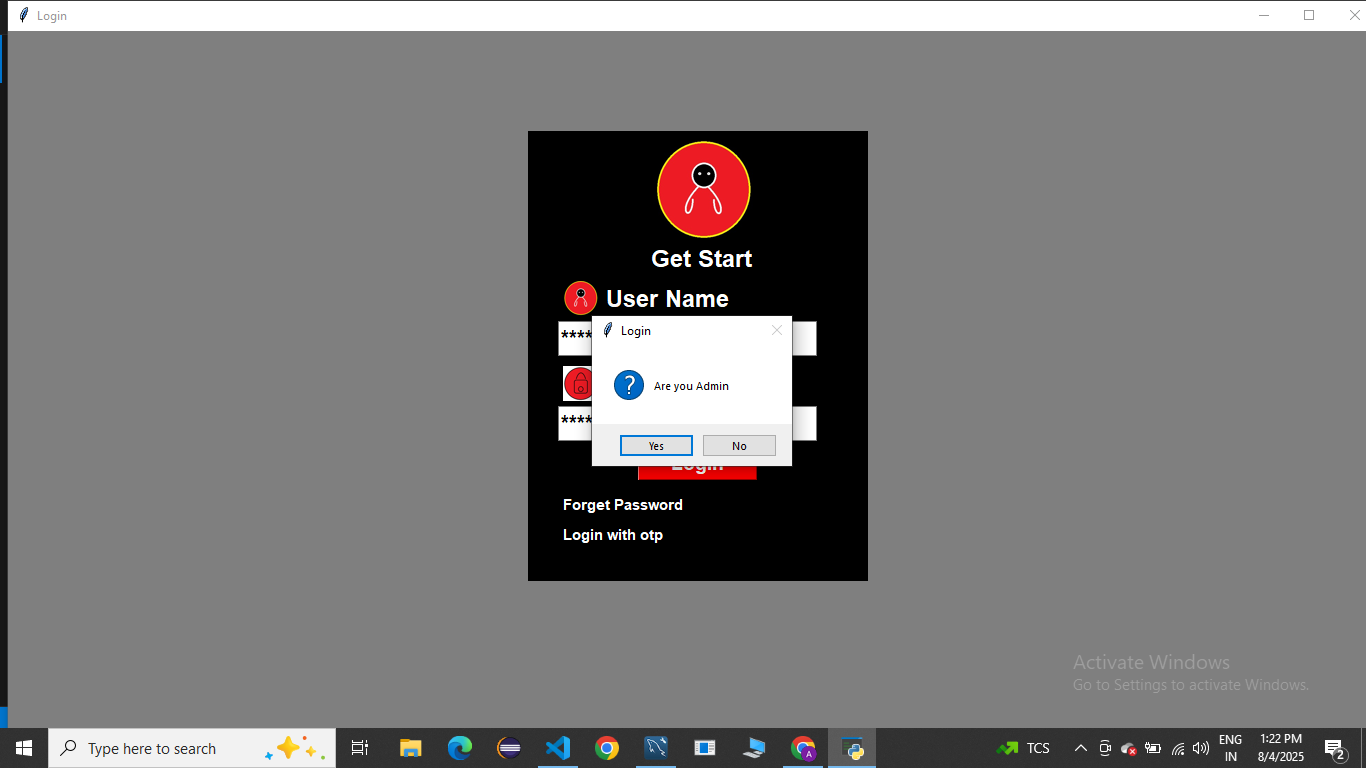 Login
Get Start
User Name
****
Login
Are you Admin
Yes
No
****
Login
Forget Password
Login with otp
Activate Windows
Go to Settings to activate Windows.
Type here to search
A
TCS
ENG
IN
1:22 PM
8/4/2025
2